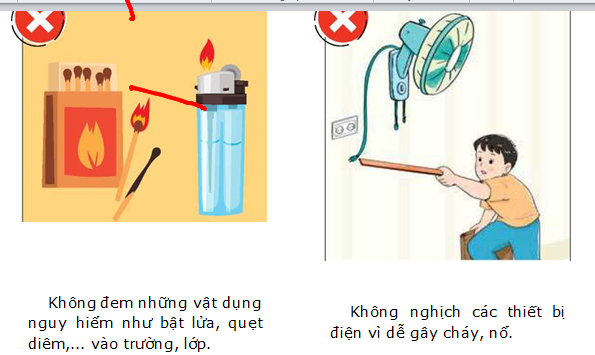 Không đem những vật dụng
nguy hiểm như bật lửa, quẹt
diêm,... vào trường, lớp.
Không nghịch các thiết bị
điện vì dễ gây cháy, nổ.